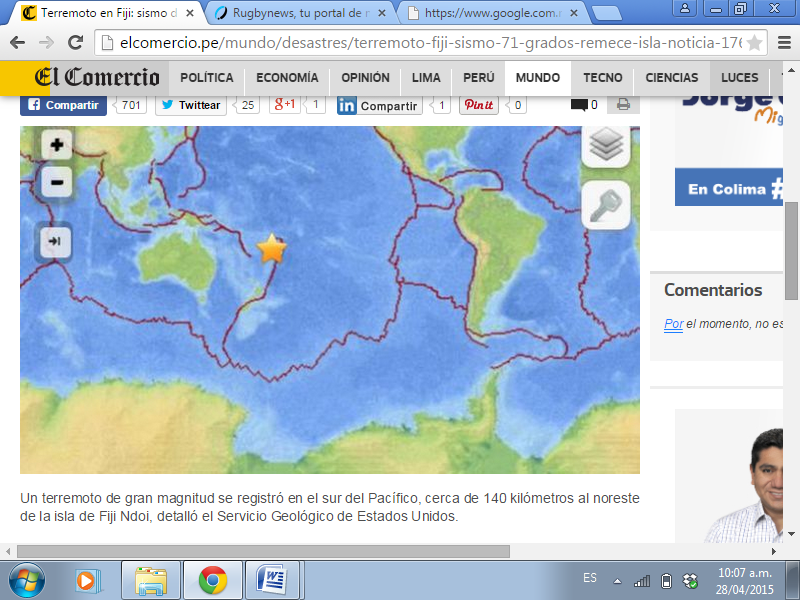 Terremoto en Fiji: sismo d
Rugbynews, tu portal de r
https://www.google.com.r
elcomercio.pe/mundo/desastres/terremoto-fiji-sismo-71-grados-remece-isla-noticia-176
El Comercio
POLÍTICA ECONOMÍA OPINIÓN LIMA PERÚ MUNDO TECNO CIENCIAS LUCES
Compartir 701 Twittear 25 g+1 1 Compartir 1 Pin it 0 0
Jorge
Mig
En Colima #
Comentarios
Por el momento, no es
Un terremoto de gran magnitud se registró en el sur del Pacífico, cerca de 140 kilómetros al noreste
de la isla de Fiji Ndoi, detalló el Servicio Geológico de Estados Unidos.
ES
10:07 a.m.
28/04/2015